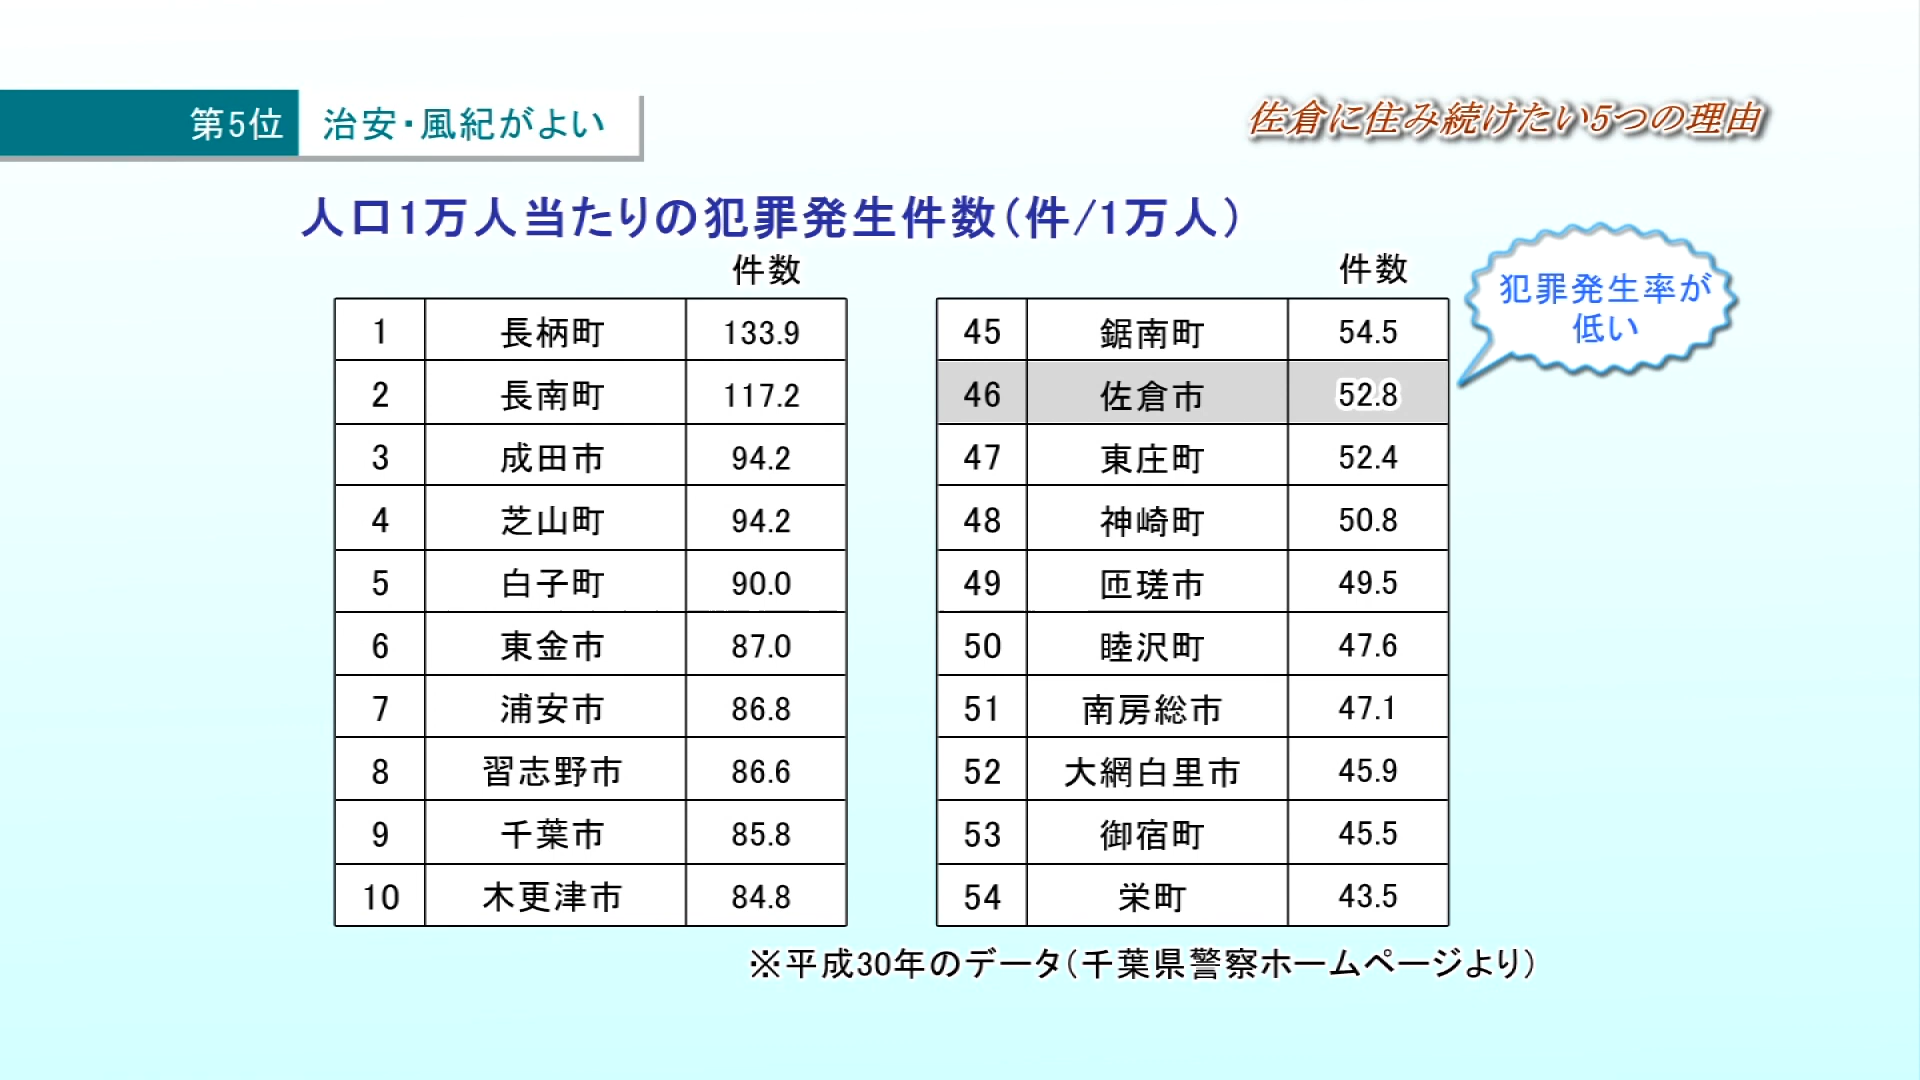 第5位 治安・風紀がよい
佐倉に住み続けたい5つの理由
人口1万人当たりの犯罪発生件数(件/1万人)
件数
1 長柄町 133.9
2 長南町 117.2
3 成田市 94.2
4 芝山町 94.2
5 白子町 90.0
6 東金市 87.0
7 浦安市 86.8
8 習志野市 86.6
9 千葉市 85.8
10 木更津市 84.8
件数
45 鋸南町 54.5
46 佐倉市 52.8
47 東庄町 52.4
48 神崎町 50.8
49 匝瑳市 49.5
50 睦沢町 47.6
51 南房総市 47.1
52 大網白里市 45.9
53 御宿町 45.5
54 栄町 43.5
犯罪発生率が
低い
※平成30年のデータ(千葉県警察ホームページより)